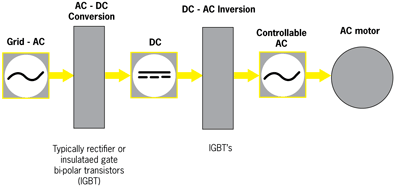 AC - DC
Conversion
DC - AC Inversion
Grid - AC
DC
Controllable
AC
AC motor
Typically rectifier or
insulataed gate
bi-polar transistors
(IGBT)
IGBT's